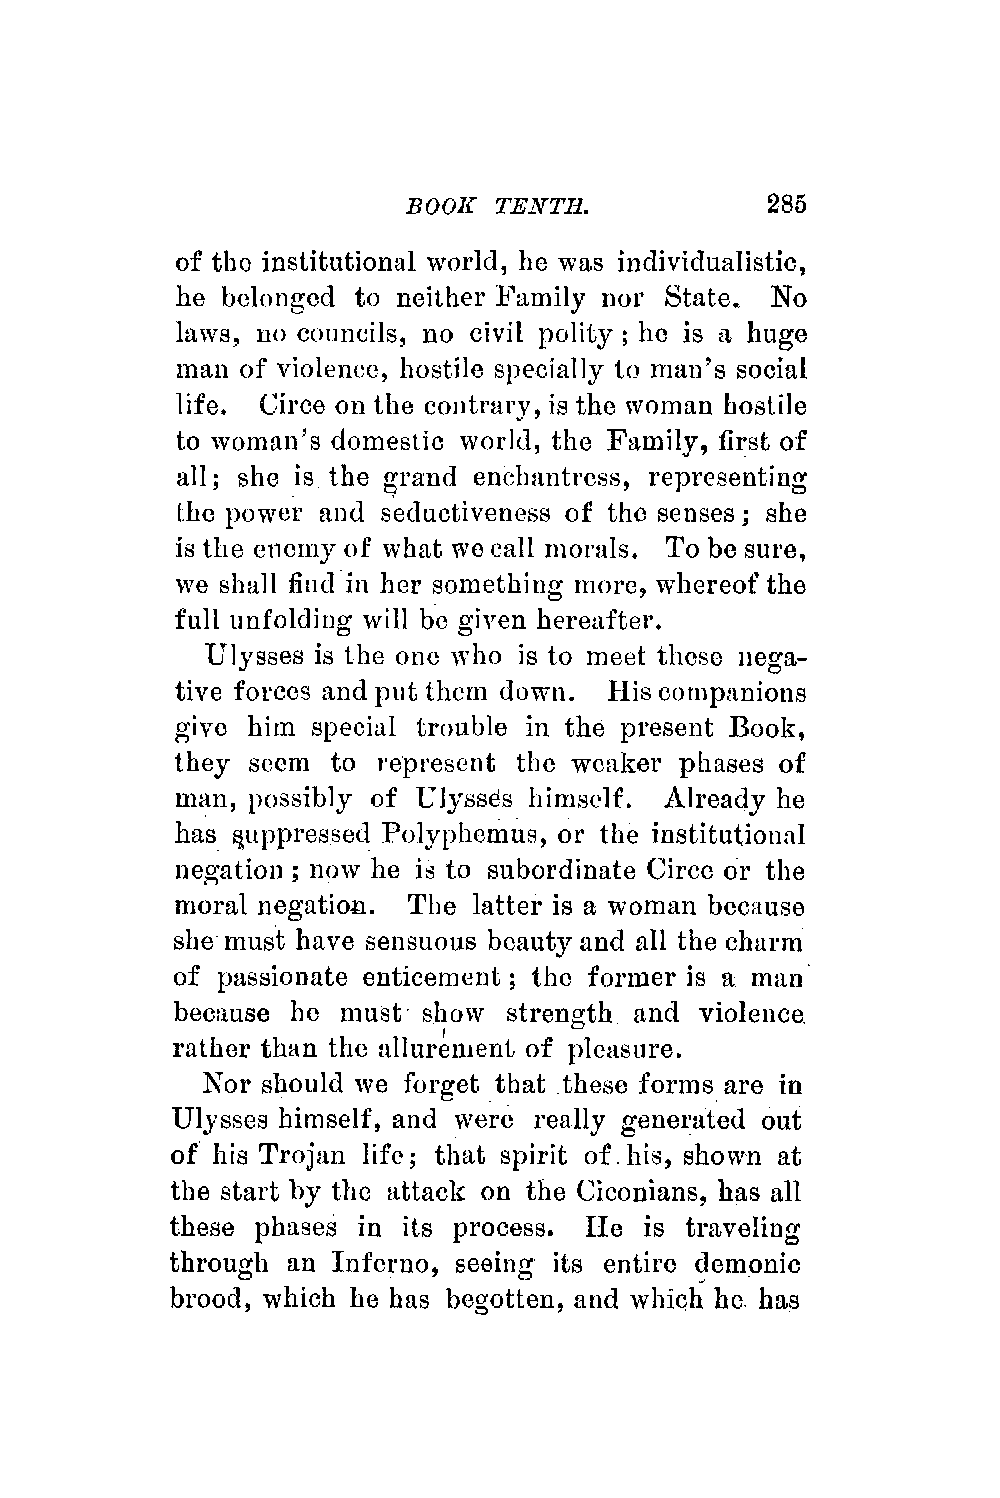 BOOK TENTH. 285
of the institutional world, he was individualistic,
he belonged to neither Family nor State. No
laws, no councils, no civil polity; he is a huge
man of violence, hostile specially to man's social
life. Circe on the contrary, is the woman hostile
to woman's domestic world, the Family, first of
all; she is the grand enchantress, representing
the power and seductiveness of the senses; she
is the enemy of what we call morals. To be sure,
we shall find in her something more, whereof the
full unfolding will be given hereafter.
Ulysses is the one who is to meet these nega-
tive forces and put them down. His companions
give him special trouble in the present Book,
they seem to represent the weaker phases of
man, possibly of Ulysses himself. Already he
has suppressed Polyphemus, or the institutional
negation; now he is to subordinate Circe or the
moral negation. The latter is a woman because
she must have sensuous beauty and all the charm
of passionate enticement; the former is a man
because he must show strength and violence
rather than the allurement of pleasure.
Nor should we forget that these forms are in
Ulysses himself, and were really generated out
of his Trojan life; that spirit of his, shown at
the start by the attack on the Ciconians, has all
these phases in its process. He is traveling
through an Inferno, seeing its entire demonic
brood, which he has begotten, and which he has